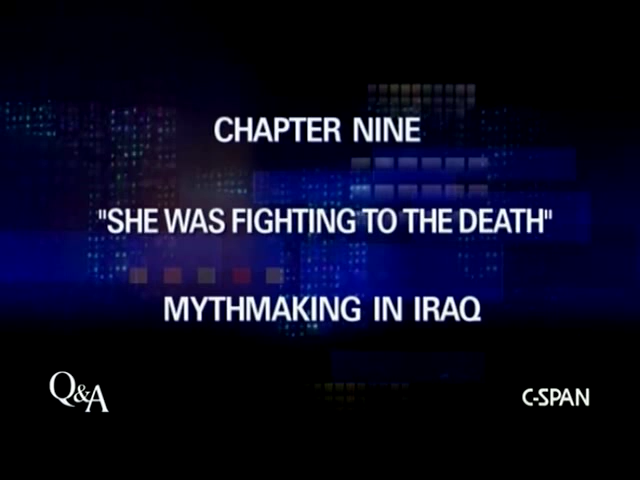 CHAPTER NINE
"SHE WAS FIGHTING TO THE DEATH"
MYTHMAKING IN IRAQ
Q&A
C-SPAN